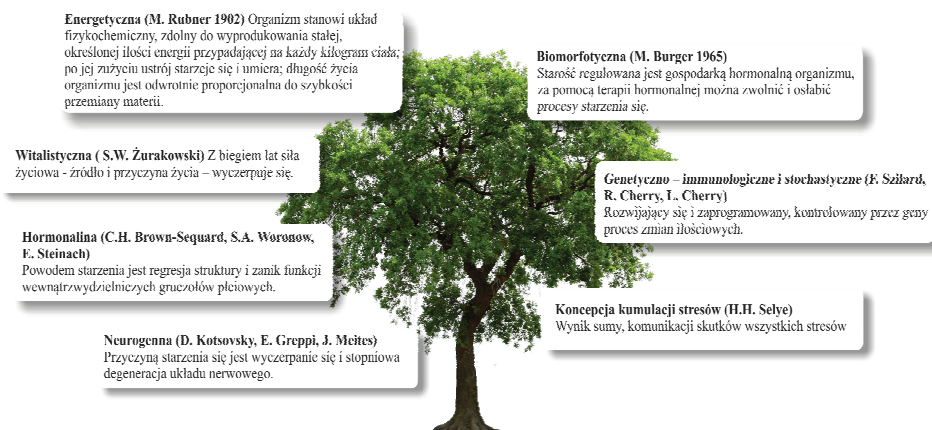 Energetyczna (M. Rubner 1902) Organizm stanowi układ
fizykochemiczny, zdolny do wyprodukowania stałej,
określonej ilości energii przypadającej na każdy kilogram ciała;
po jej zużyciu ustrój starzeje się i umiera; długość życia
organizmu jest odwrotnie proporcjonalna do szybkości
przemiany materii.
Witalistyczna ( S.W. Żurakowski) Z biegiem lat siła
życiowa - źródło i przyczyna życia – wyczerpuje się.
Hormonalina (C.H. Brown-Sequard, S.A. Woronow,
E. Steinach)
Powodem starzenia jest regresja struktury i zanik funkcji
wewnątrzwydzielniczych gruczołów płciowych.
Neurogenna (D. Kotsovsky, E. Greppi, J. Meites)
Przyczyną starzenia się jest wyczerpanie się i stopniowa
degeneracja układu nerwowego.
Biomorfotyczna (M. Burger 1965)
Starość regulowana jest gospodarką hormonalną organizmu,
za pomocą terapii hormonalnej można zwolnić i osłabić
procesy starzenia się.
Genetyczno – immunologiczne i stochastyczne (F. Szilard,
R. Cherry, L. Cherry)
Rozwijający się i zaprogramowany, kontrolowany przez geny
proces zmian ilościowych.
Koncepcja kumulacji stresów (H.H. Selye)
Wynik sumy, komunikacji skutków wszystkich stresów